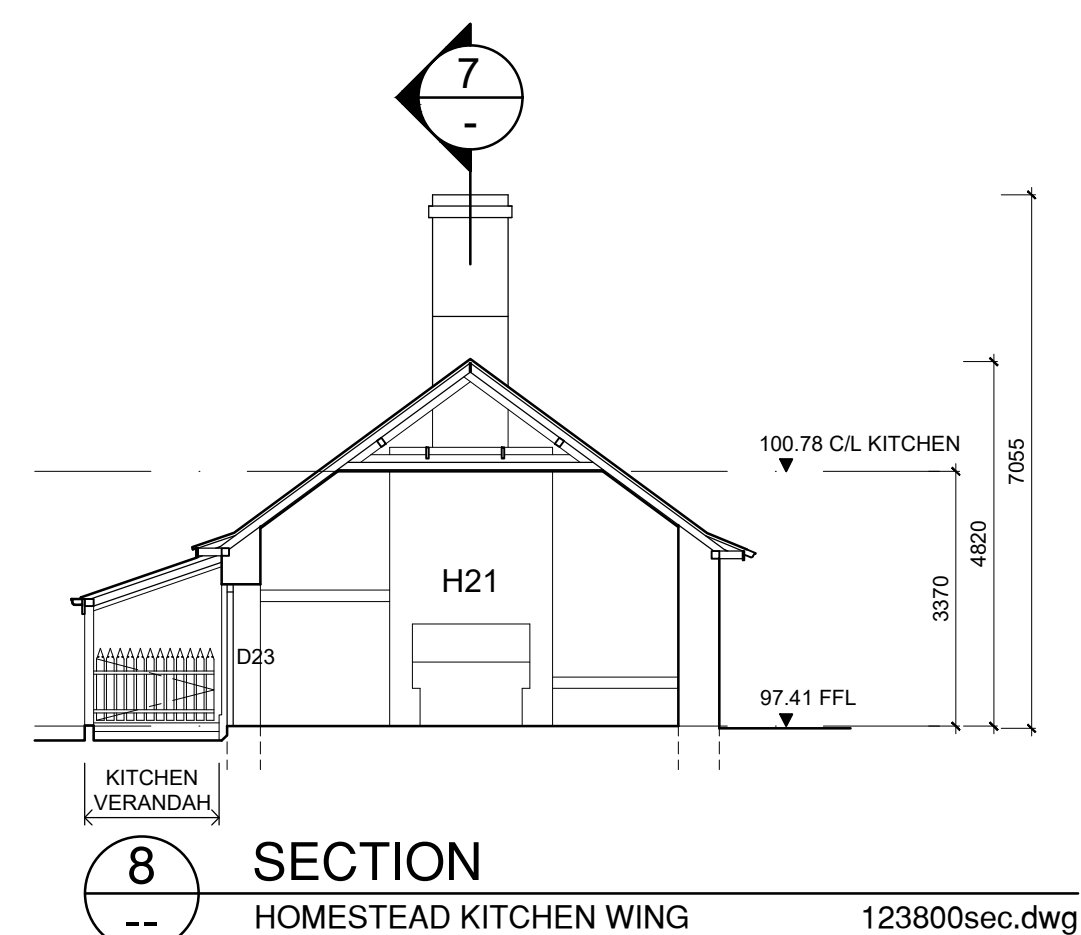 7
-
100.78 C/L KITCHEN
7055
4820
3370
H21
D23
97.41 FFL
KITCHEN
VERANDAH
8
--
SECTION
HOMESTEAD KITCHEN WING
123800sec.dwg